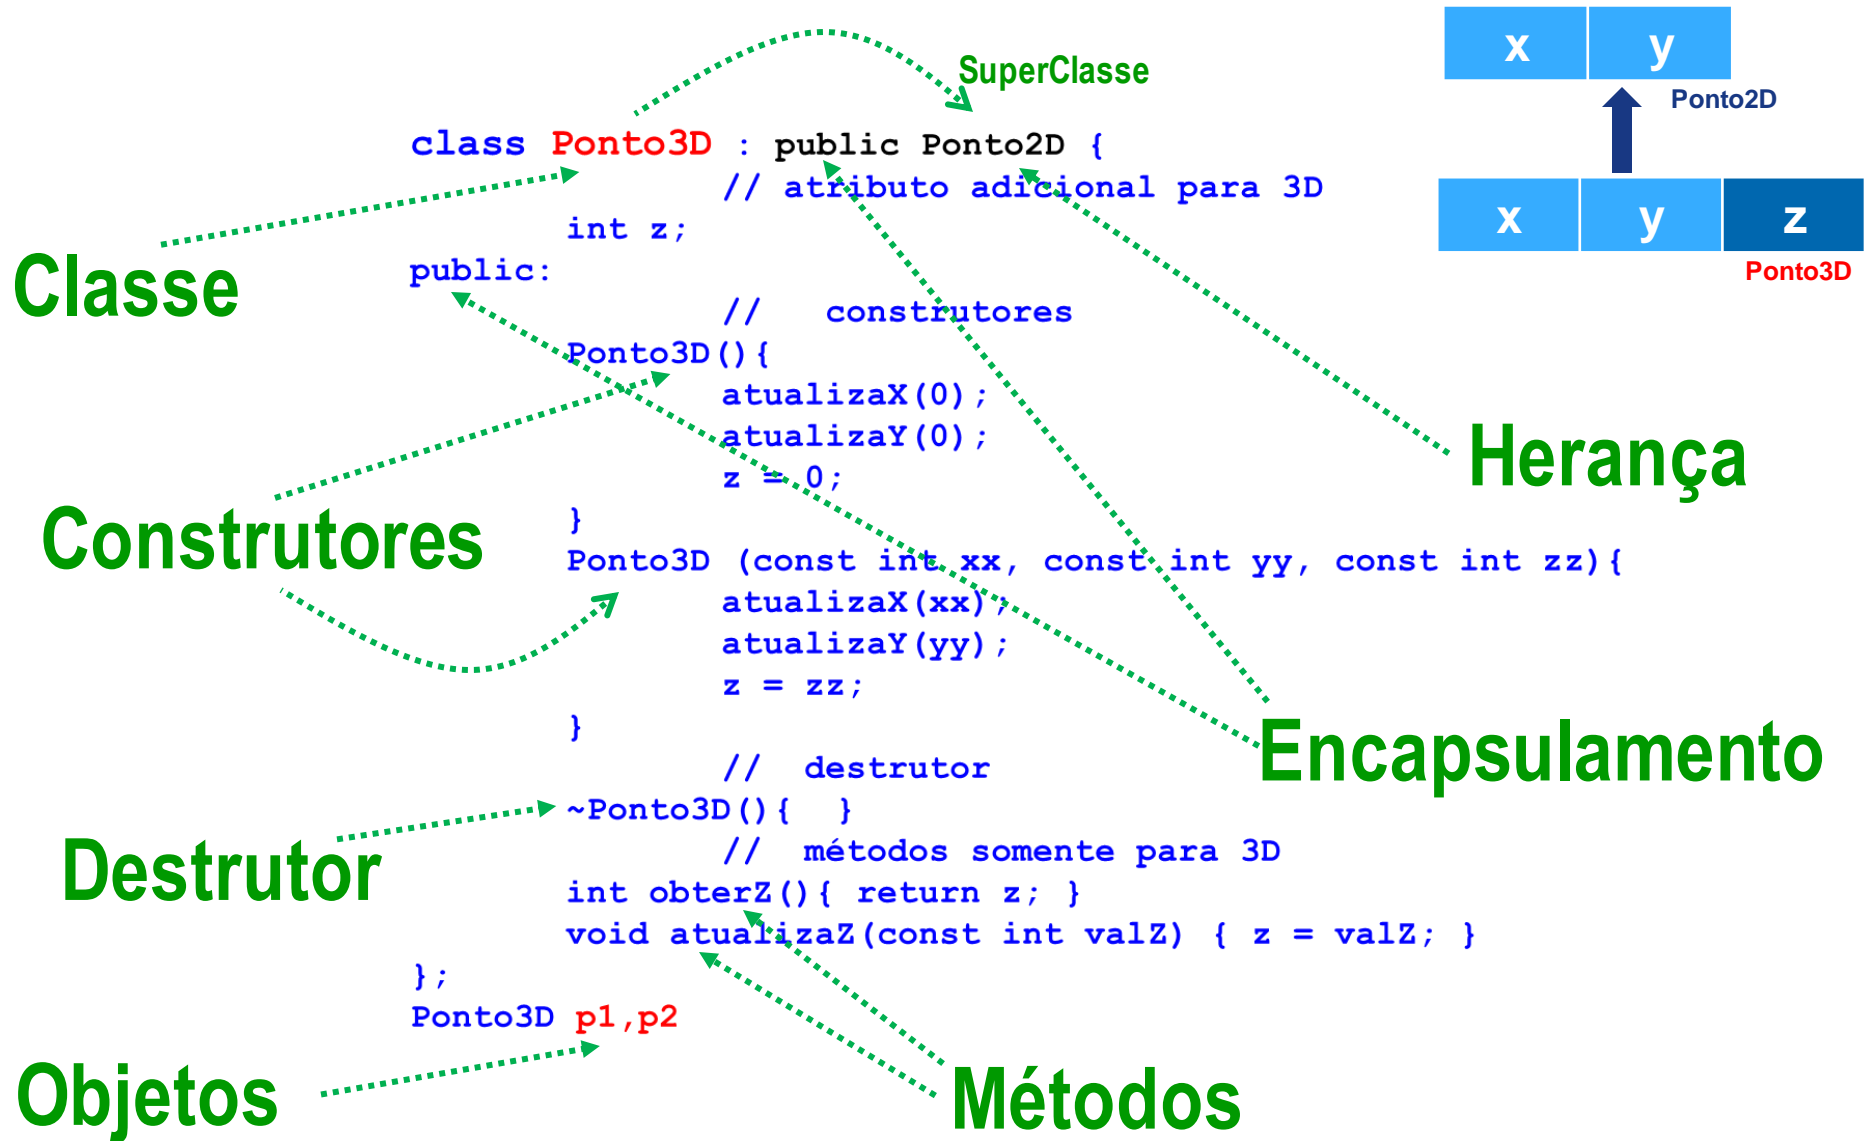 x y
SuperClasse
Ponto2D
class Ponto3D : public Ponto2D {
// atributo adicional para 3D
x y z
int z;
Classe
public:
Ponto3D
// construtores
Ponto3D(){
atualizaX(0);
atualizaY(0);
Herança
z = 0;
}
Construtores
Ponto3D (const int xx, const int yy, const int zz){
atualizaX(xx);
atualizaY(yy);
z = zz;
}
Encapsulamento
// destrutor
~Ponto3D(){ }
Destrutor
// métodos somente para 3D
int obterZ(){ return z; }
void atualizaZ(const int valZ) { z = valZ; }
};
Ponto3D p1,p2
Objetos
Métodos